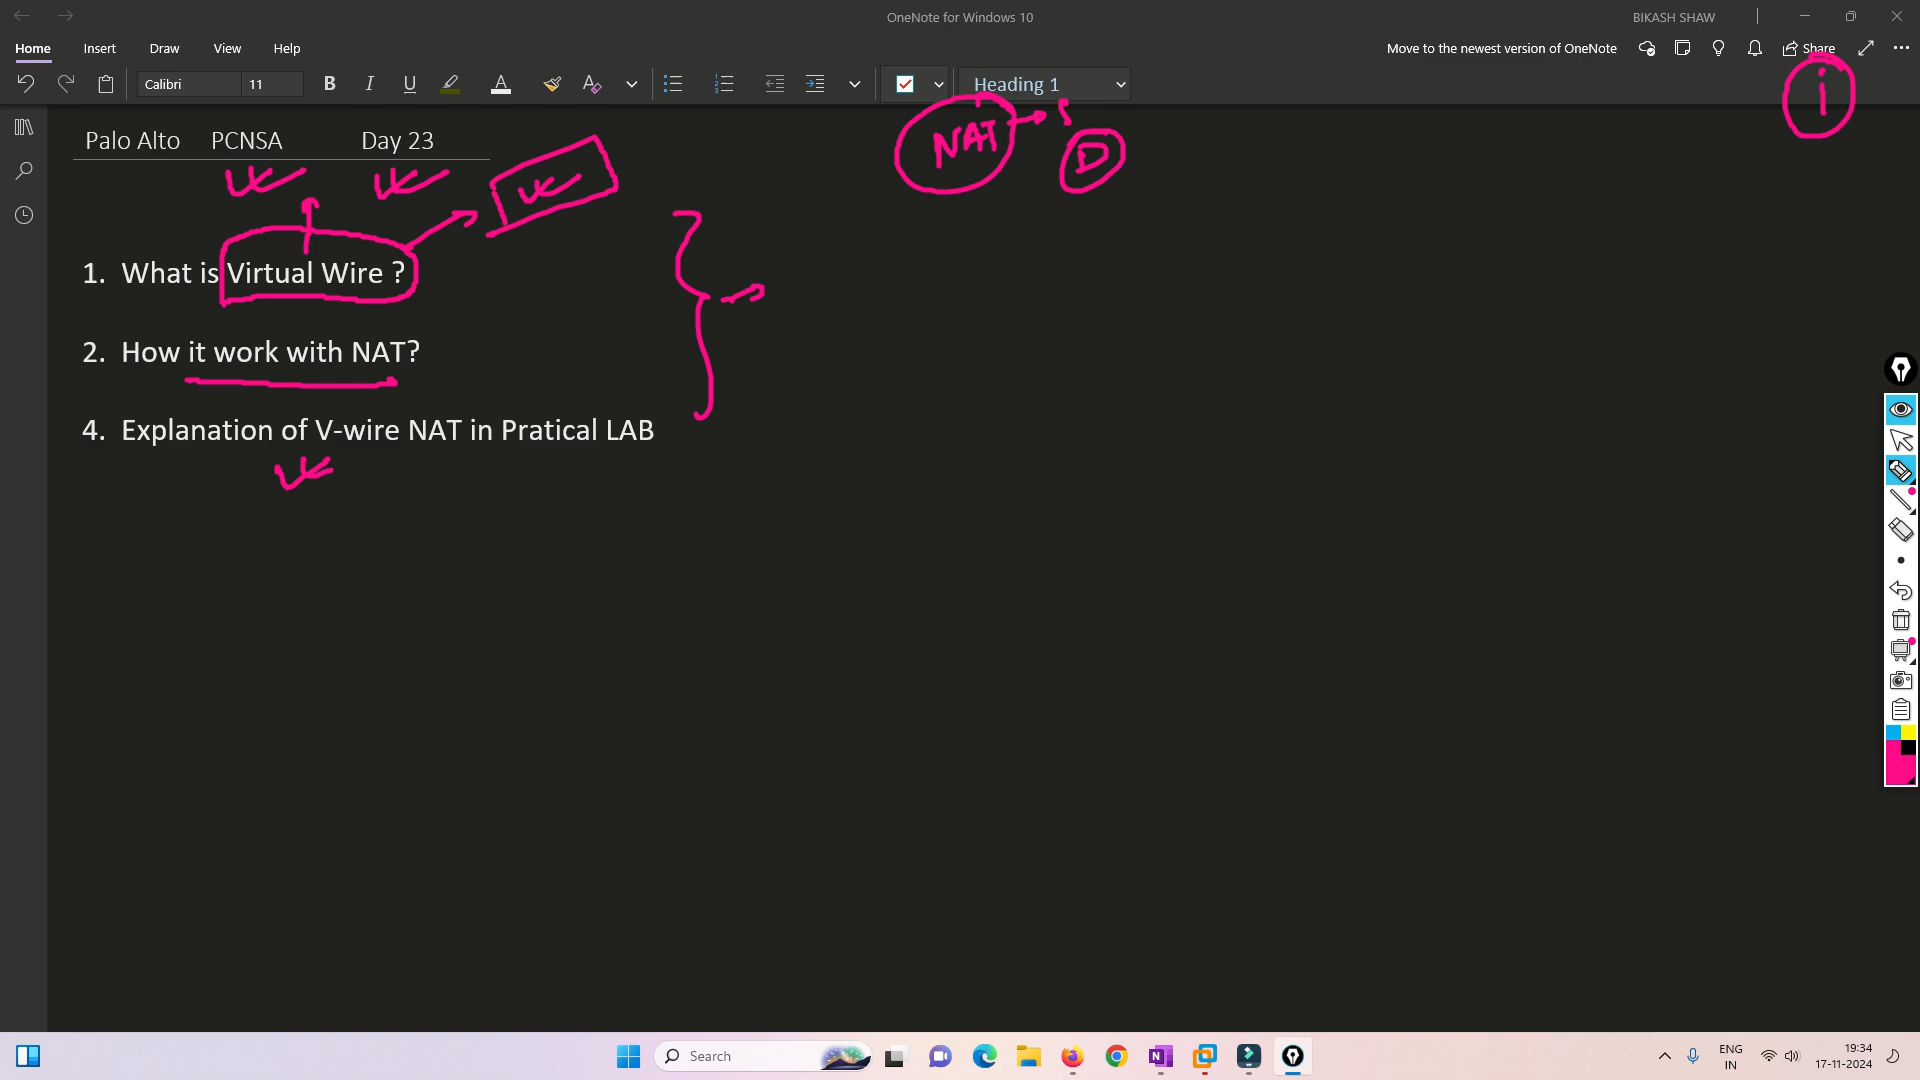 OneNote for Windows 10
BIKASH SHAW
Home Insert Draw View Help
Move to the newest version of OneNote
Share
Calibri 11 B I U A A Heading 1
i
NAT
D
Palo Alto PCNSA Day 23
1. What is Virtual Wire ?
2. How it work with NAT?
4. Explanation of V-wire NAT in Pratical LAB
Search
ENG
IN
19:34
17-11-2024